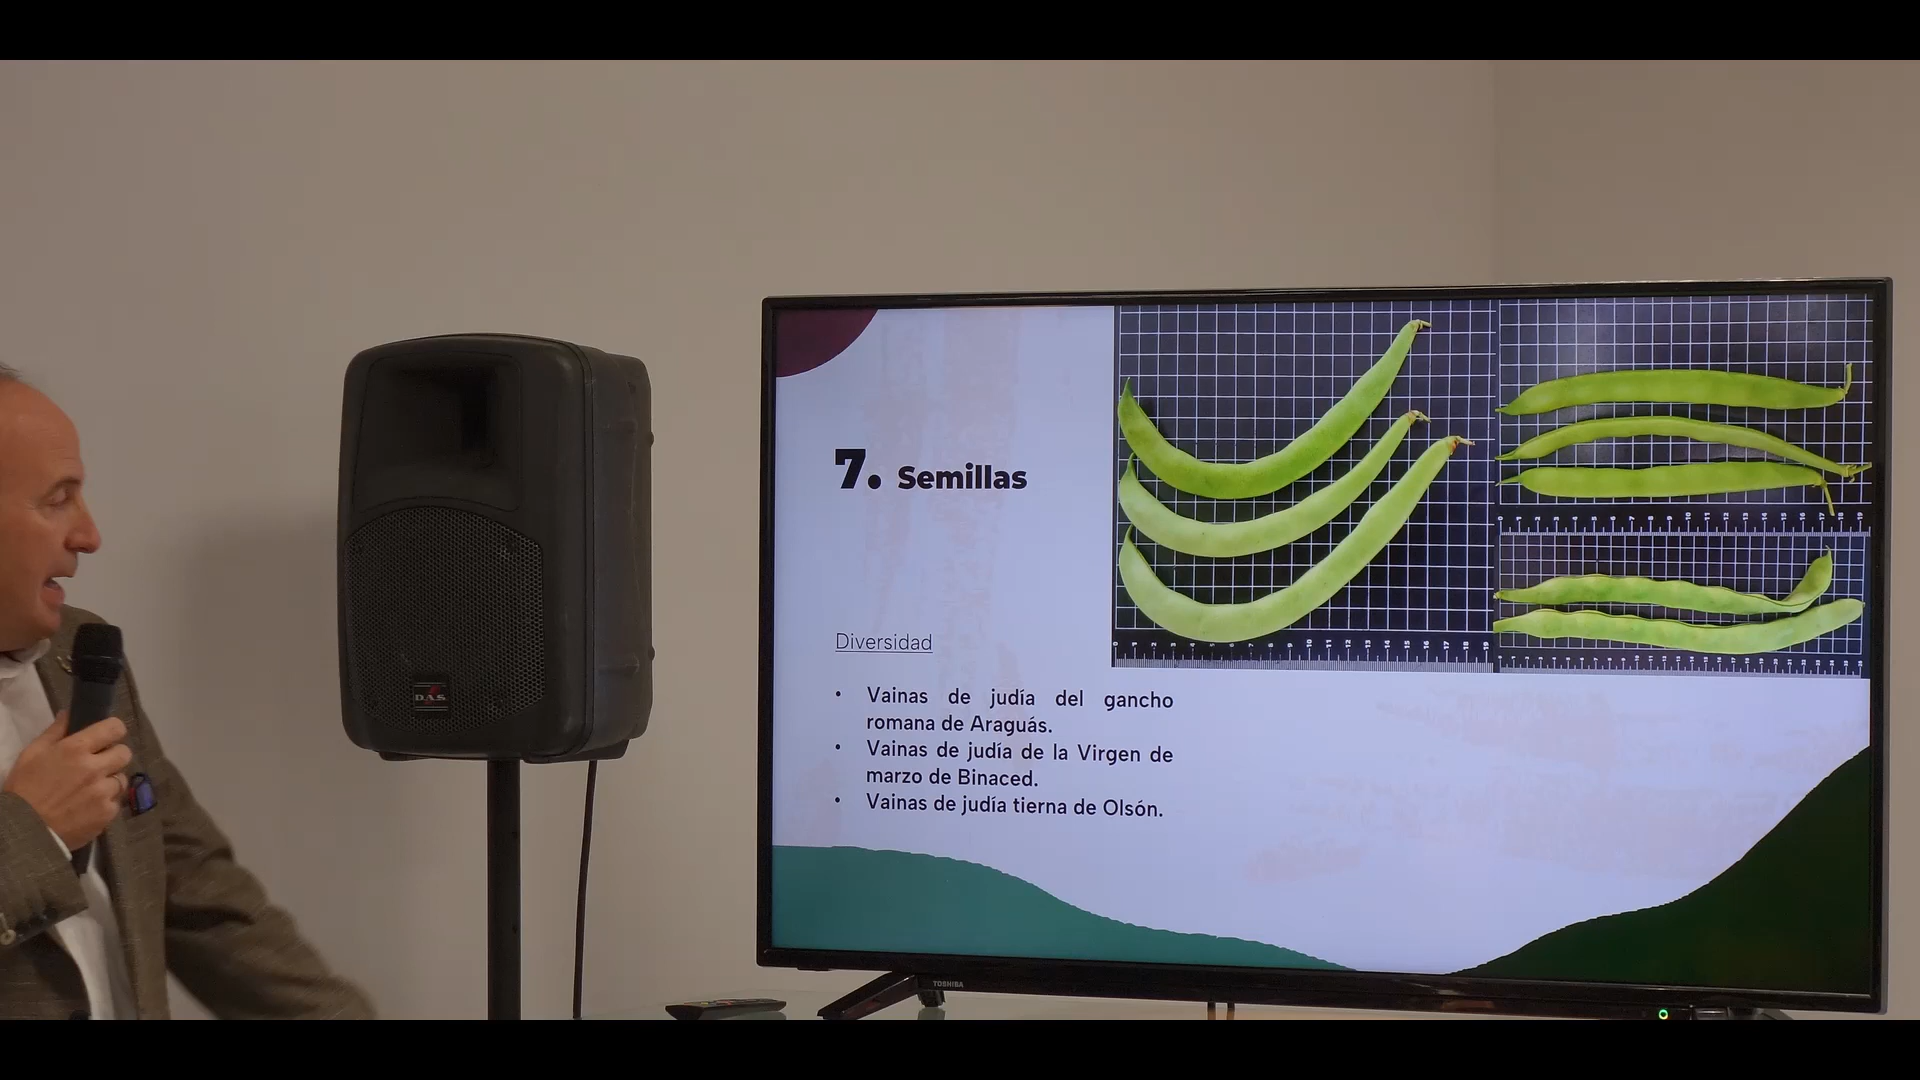 7. Semillas
Diversidad
• Vainas de judía del gancho
romana de Araguás.
• Vainas de judía de la Virgen de
marzo de Binaced.
• Vainas de judía tierna de Olsón.
D.A.S.
TOSHIBA